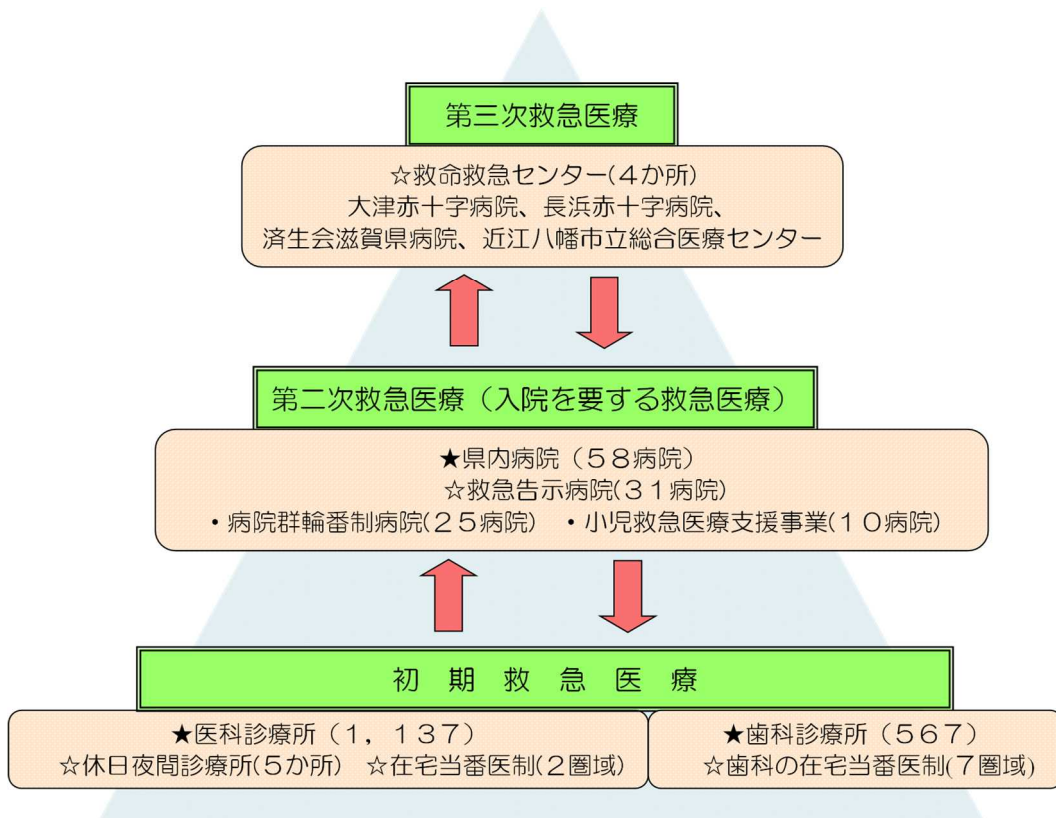 第三次救急医療
☆救命救急センター(4か所)
大津赤十字病院、長浜赤十字病院、
済生会滋賀県病院、近江八幡市立総合医療センター
第二次救急医療（入院を要する救急医療）
★県内病院（５８病院）
☆救急告示病院(３１病院)
・病院群輪番制病院(２５病院)　・小児救急医療支援事業(１０病院)
初　期　救　急　医　療
★医科診療所（１，１３７）
☆休日夜間診療所(５か所)　☆在宅当番医制(２圏域)
★歯科診療所（５６７）
☆歯科の在宅当番医制(７圏域)